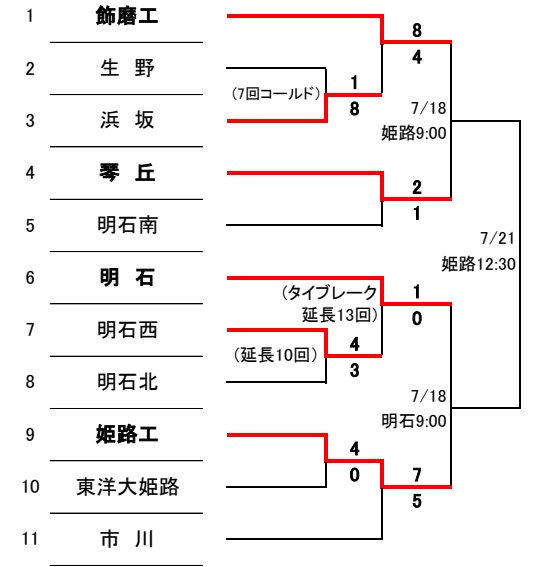 1 飾磨工
2 生 野
3 浜 坂
4 琴 丘
5 明石南
6 明 石
7 明石西
8 明石北
9 姫路工
10 東洋大姫路
11 市 川
8
4
1
(7回コールド)
8
7/18
姫路9:00
2
1
7/21
姫路12:30
(タイブレーク
延長13回)
1
0
4
(延長10回)
3
7/18
明石9:00
4
0
7
5